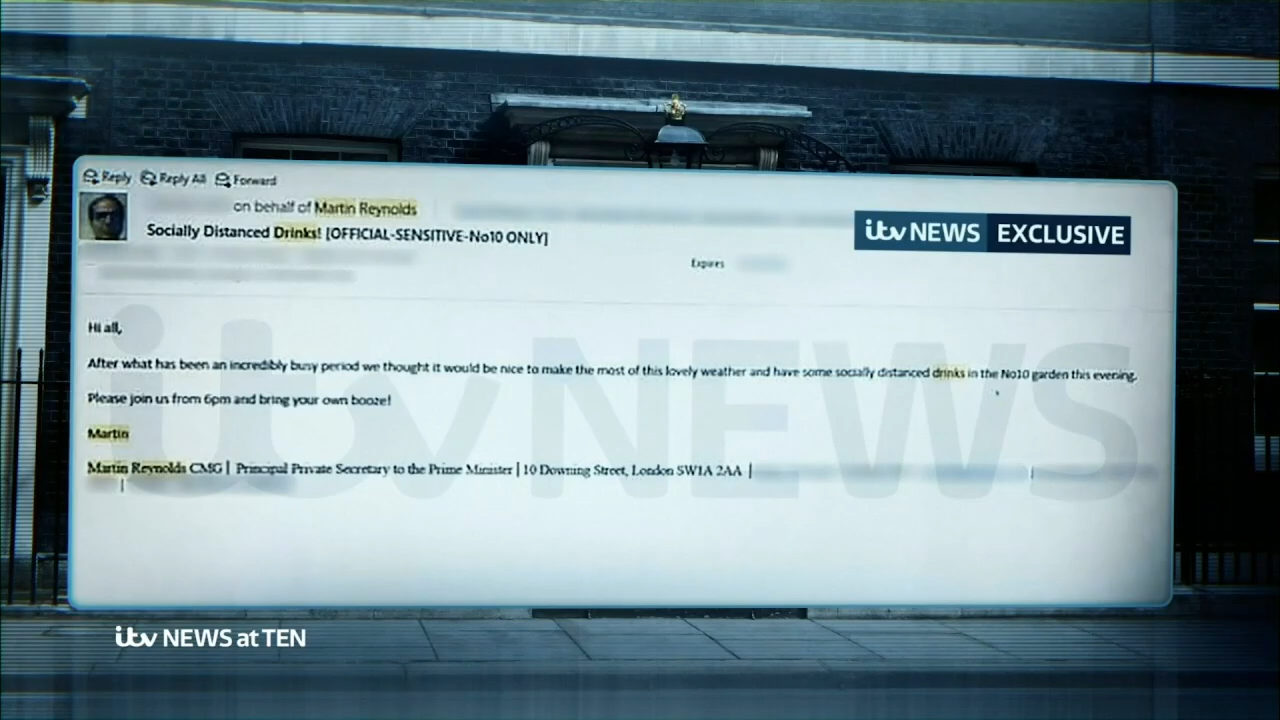 Reply Reply All Forward
on behalf of Martin Reynolds
Socially Distanced Drinks! [OFFICIAL-SENSITIVE-No10 ONLY]
itv NEWS EXCLUSIVE
Expires
Hi all,
After what has been an incredibly busy period we thought it would be nice to make the most of this lovely weather and have some socially distanced drinks in the No10 garden this evening.
Please join us from 6pm and bring your own booze!
Martin
Martin Reynolds CMG | Principal Private Secretary to the Prime Minister | 10 Downing Street, London SW1A 2AA |
itv NEWS
itv NEWS at TEN